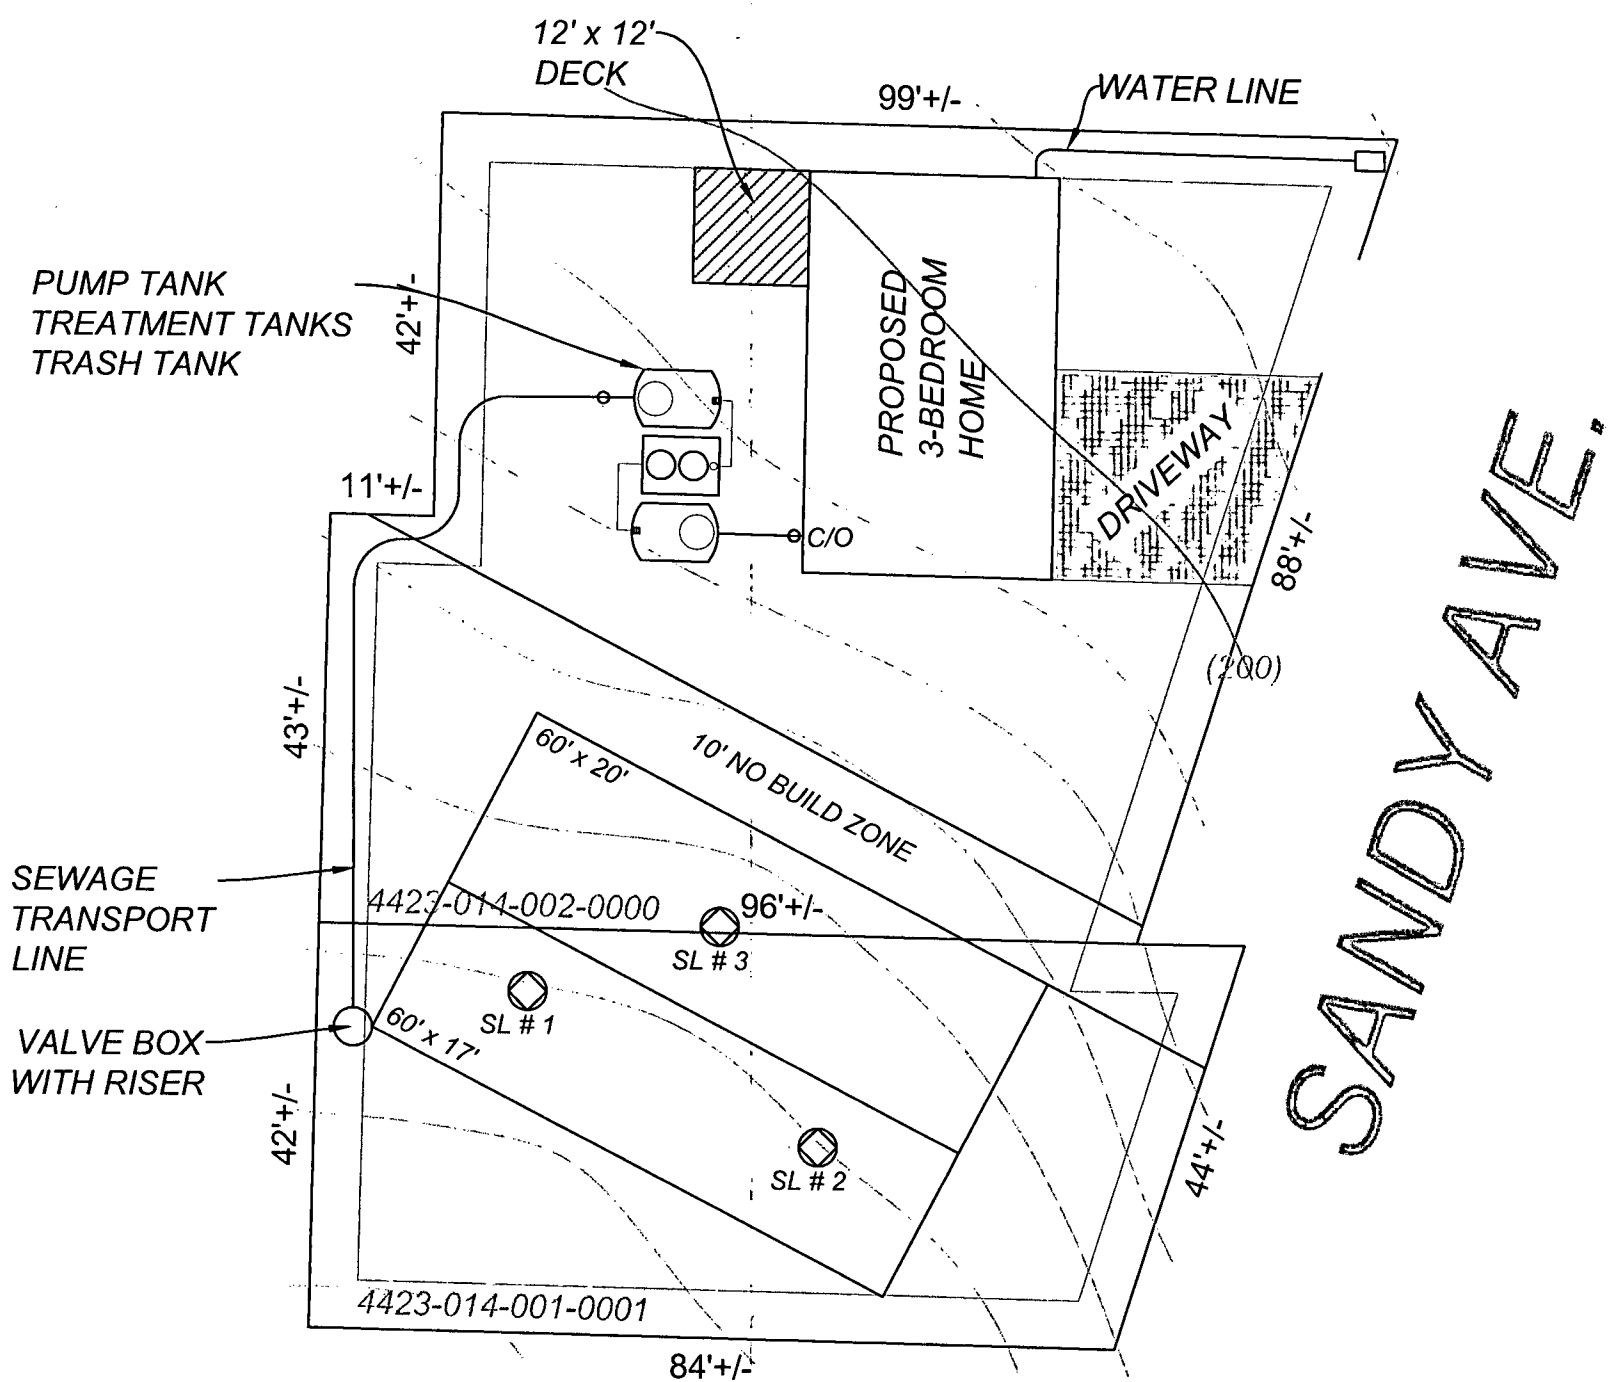 12' x 12'
DECK
99'+/-
WATER LINE
PUMP TANK
TREATMENT TANKS
TRASH TANK
42'+-
PROPOSED
3-BEDROOM
HOME
DRIVEWAY
11'+/-
C/O
88'+/-
SANDY AVE.
(200)
43'+/-
60' x 20'
10' NO BUILD ZONE
SEWAGE
TRANSPORT
LINE
4423-014-002-0000
96'+/-
SL # 3
SL # 1
60' x 17'
VALVE BOX
WITH RISER
42'+/-
SL # 2
44'+/-
4423-014-001-0001
84'+/-